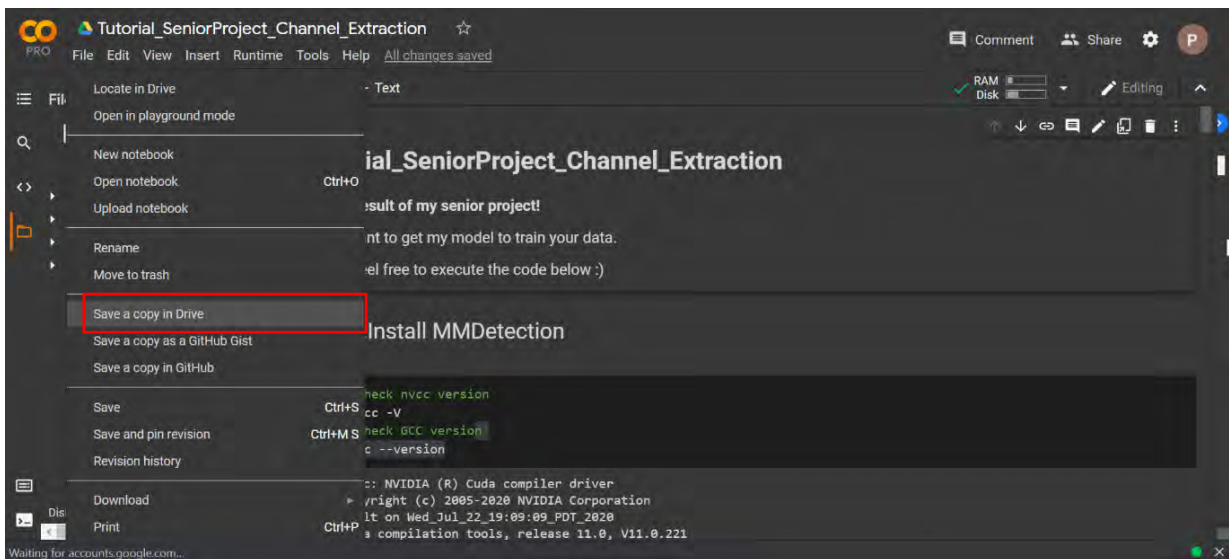 CO
PRO
Tutorial_SeniorProject_Channel_Extraction
File Edit View Insert Runtime Tools Help All changes saved
Comment Share P
Locate in Drive
Open in playground mode
New notebook
Open notebook Ctrl+O
Upload notebook
Rename
Move to trash
Save a copy in Drive
Save a copy as a GitHub Gist
Save a copy in GitHub
Save Ctrl+S
Save and pin revision Ctrl+M S
Revision history
Download
Print Ctrl+P
Fil
Dis
Text
RAM
Disk
Editing
ial_SeniorProject_Channel_Extraction
esult of my senior project!
nt to get my model to train your data.
el free to execute the code below :)
Install MMDetection
heck nvcc version
cc -V
heck GCC version
c --version
c: NVIDIA (R) Cuda compiler driver
yright (c) 2005-2020 NVIDIA Corporation
lt on Wed_Jul_22_19:09:09_PDT_2020
a compilation tools, release 11.0, V11.0.221
Waiting for accounts.google.com...